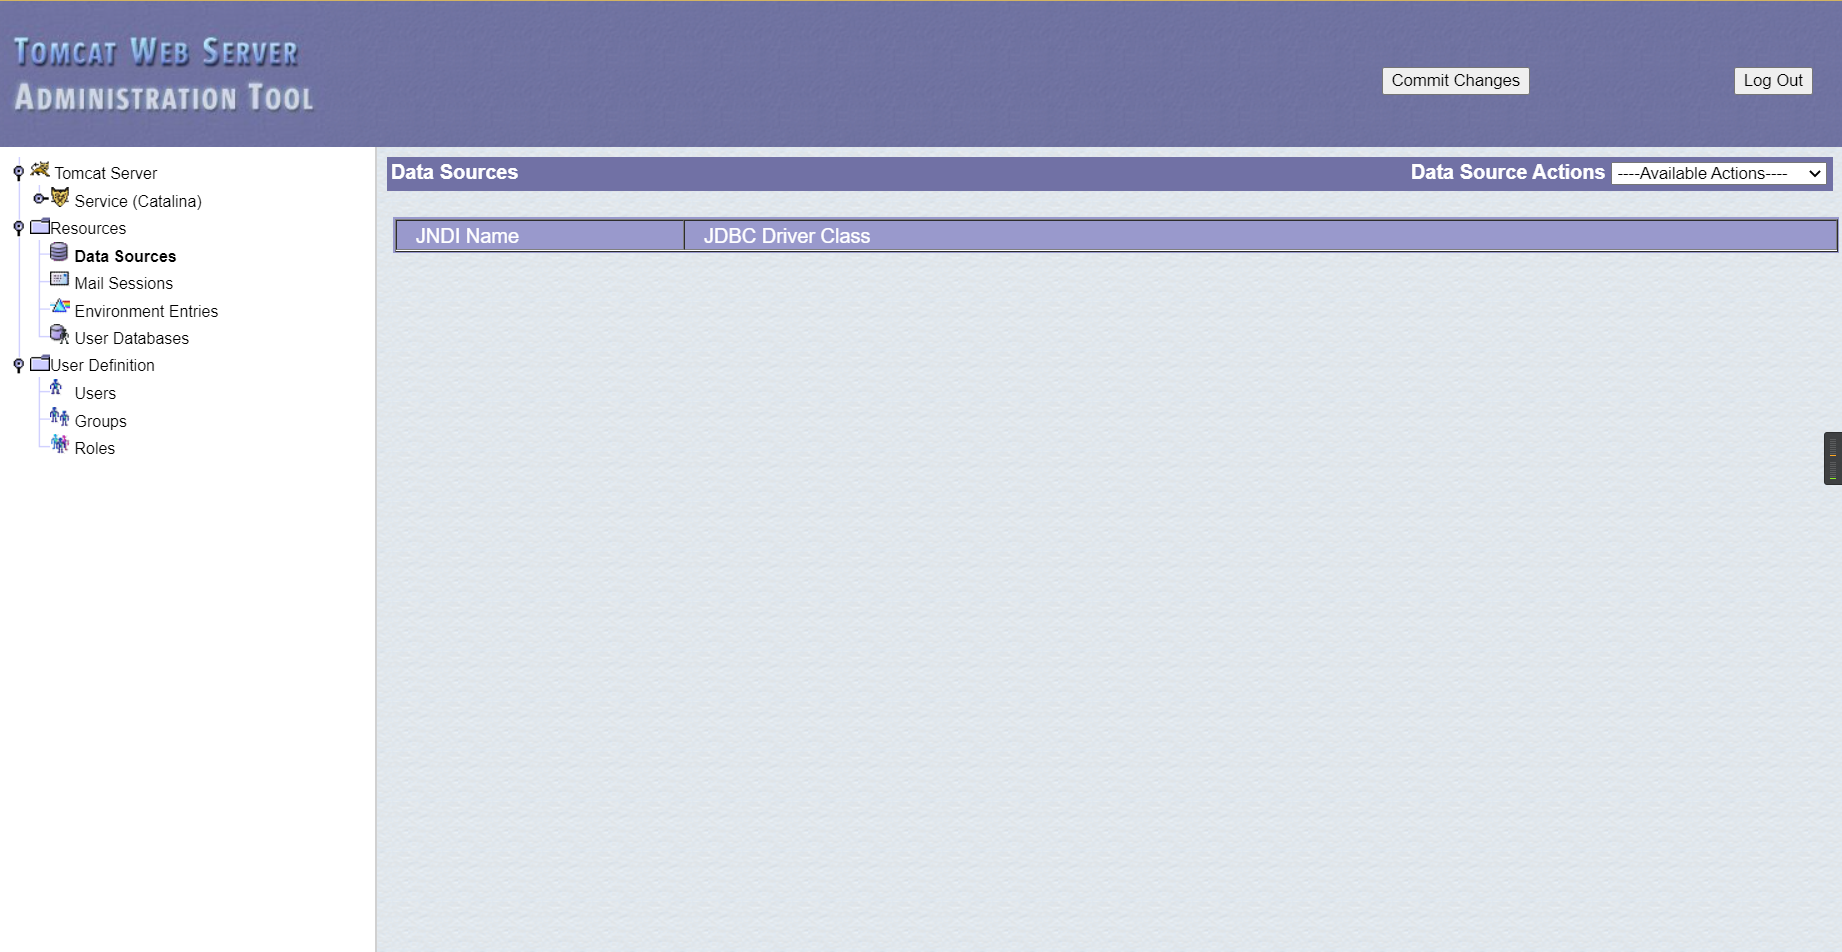 TOMCAT WEB SERVER
ADMINISTRATION TOOL
Commit Changes
Log Out
Tomcat Server
Service (Catalina)
Resources
Data Sources
Mail Sessions
Environment Entries
User Databases
User Definition
Users
Groups
Roles
Data Sources
Data Source Actions ----Available Actions----
JNDI Name JDBC Driver Class